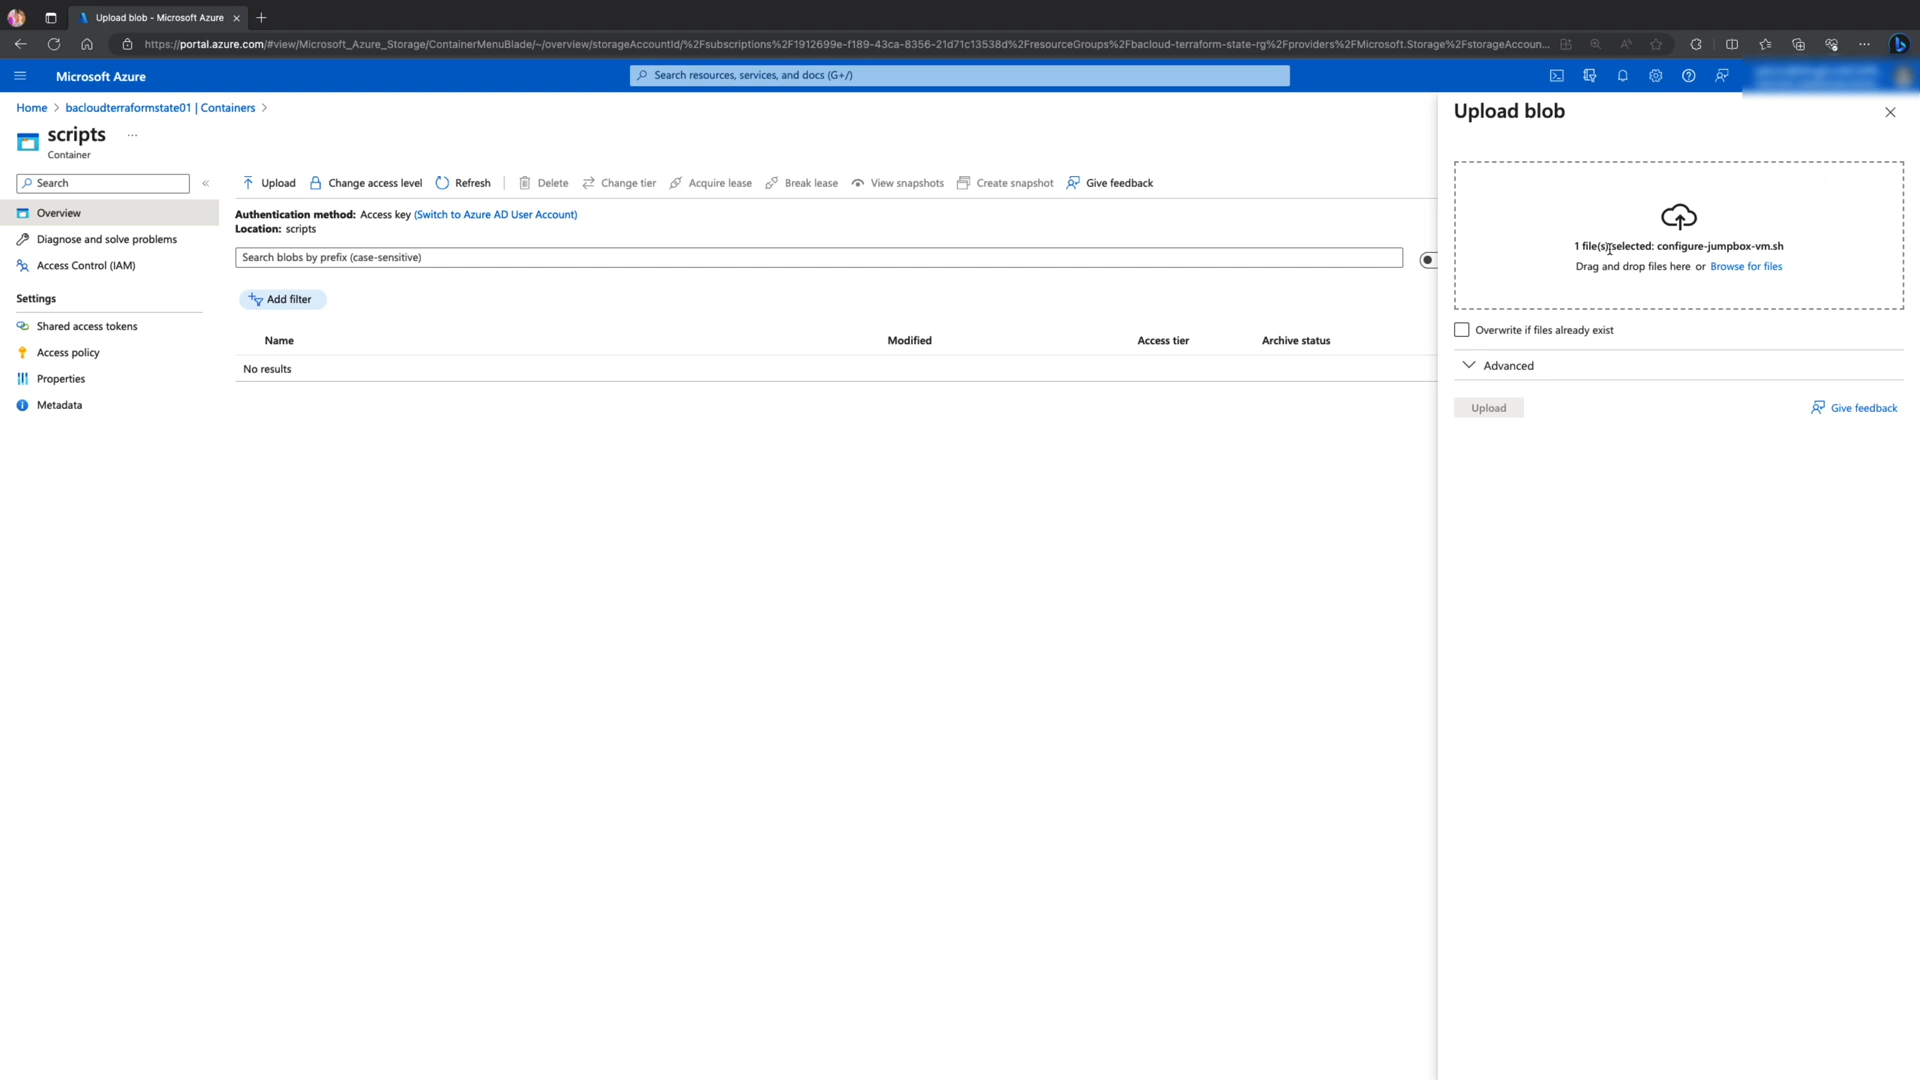 Upload blob - Microsoft Azure
https://portal.azure.com/#view/Microsoft_Azure_Storage/ContainerMenuBlade/~/overview/storageAccountId/%2Fsubscriptions%2F1912699e-f189-43ca-8356-21d71c13538d%2FresourceGroups%2Fbacloud-terraform-state-rg%2Fproviders%2FMicrosoft.Storage%2FstorageAccoun...
Microsoft Azure
Search resources, services, and docs (G+/)
Home > bacloudterraformstate01 | Containers >
scripts ...
Container
Search
Overview
Diagnose and solve problems
Access Control (IAM)
Settings
Shared access tokens
Access policy
Properties
Metadata
Upload Change access level Refresh Delete Change tier Acquire lease Break lease View snapshots Create snapshot Give feedback
Authentication method: Access key (Switch to Azure AD User Account)
Location: scripts
Search blobs by prefix (case-sensitive)
Add filter
Name Modified Access tier Archive status
No results
Upload blob
1 file(s) selected: configure-jumpbox-vm.sh
Drag and drop files here or Browse for files
Overwrite if files already exist
Advanced
Upload
Give feedback